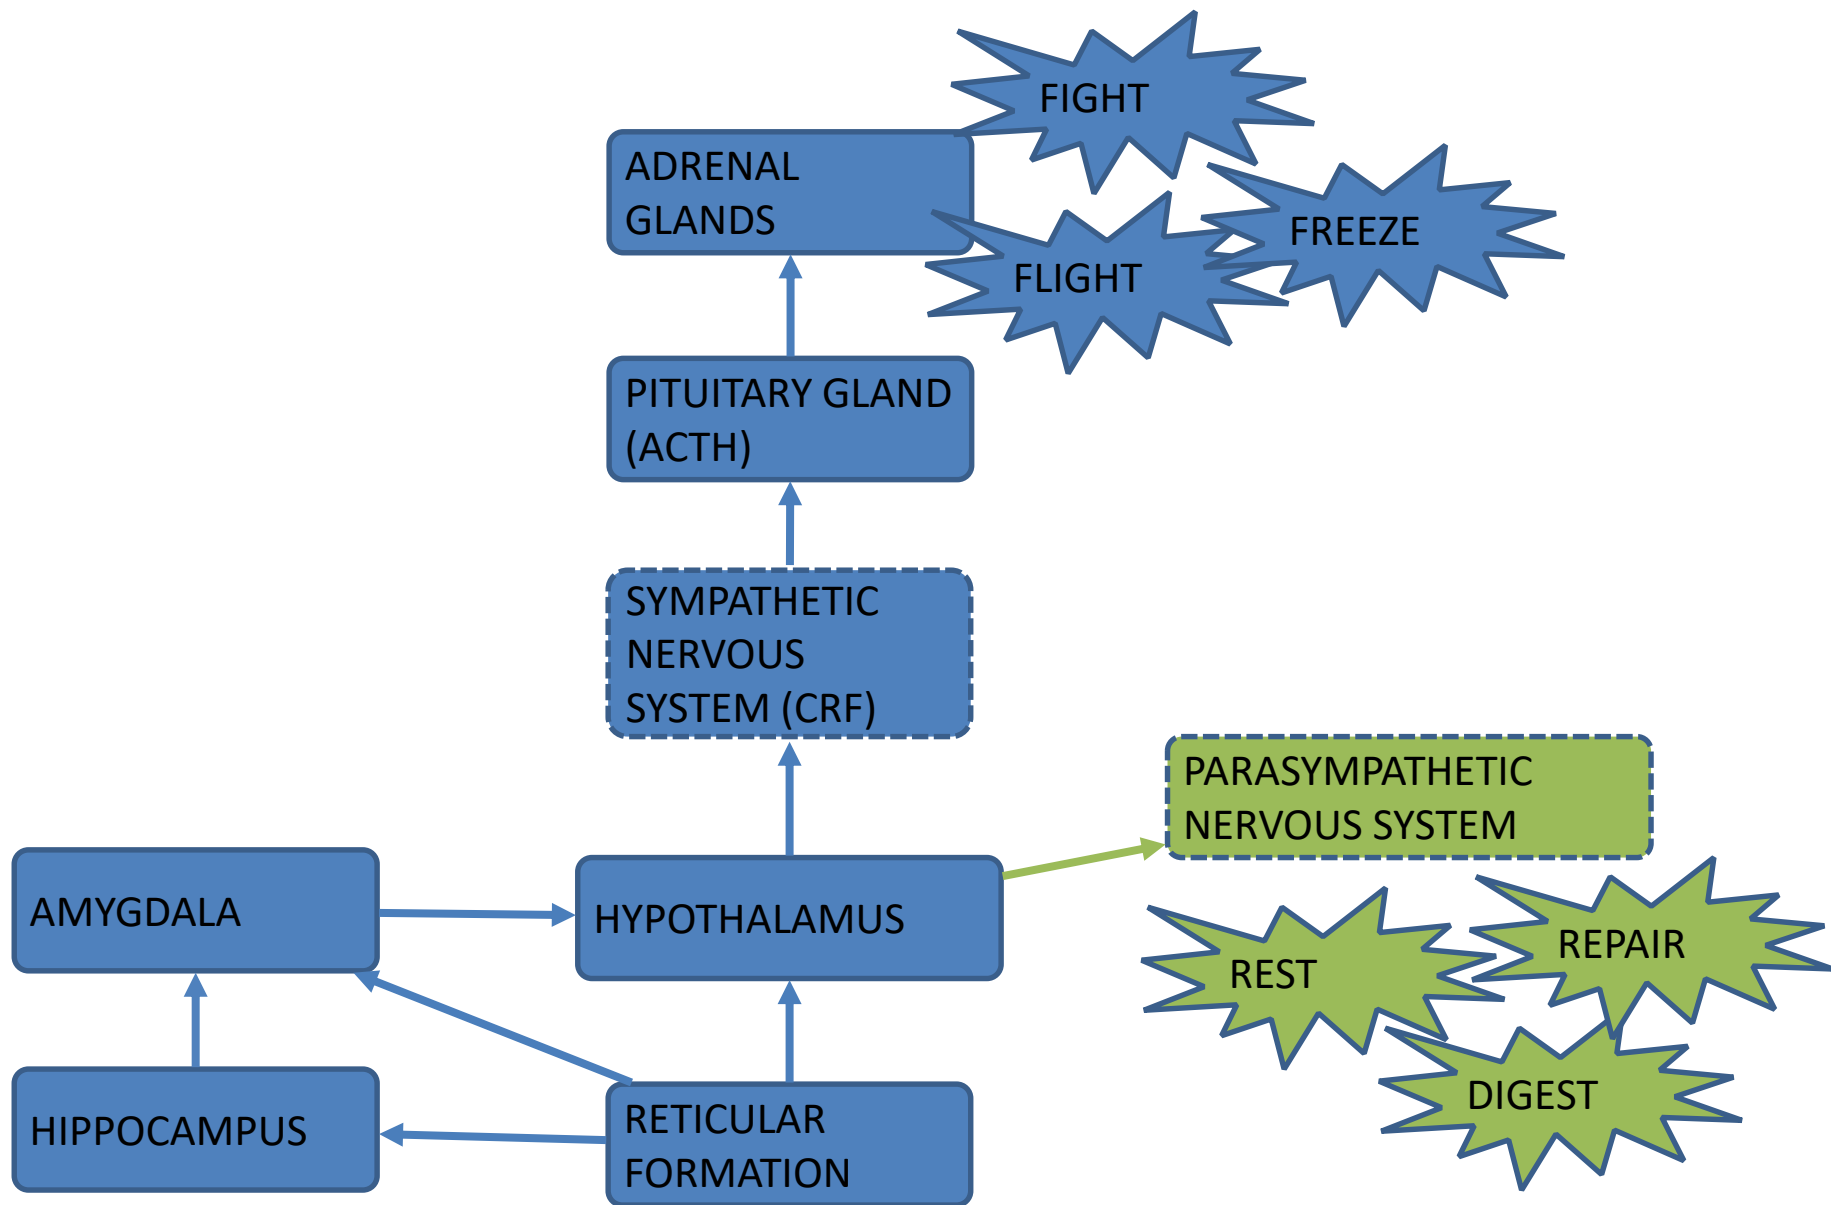 FIGHT
ADRENAL
GLANDS
FREEZE
FLIGHT
PITUITARY GLAND
(ACTH)
SYMPATHETIC
NERVOUS
SYSTEM (CRF)
PARASYMPATHETIC
NERVOUS SYSTEM
AMYGDALA
HYPOTHALAMUS
REPAIR
REST
DIGEST
HIPPOCAMPUS
RETICULAR
FORMATION